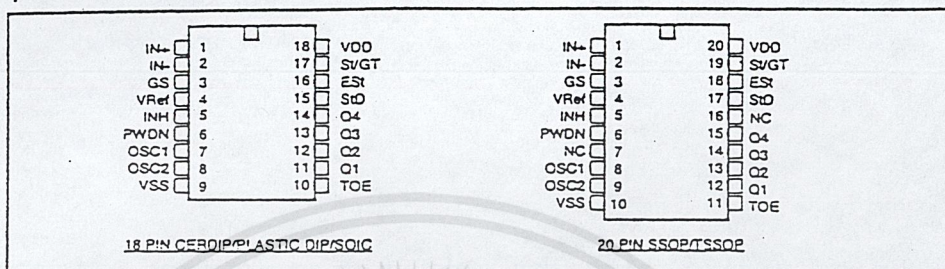 IN+ 1 18 VDD
IN- 2 17 St/GT
GS 3 16 ESt
VRef 4 15 StD
INH 5 14 Q4
PWDN 6 13 Q3
OSC1 7 12 Q2
OSC2 8 11 Q1
VSS 9 10 TOE
18 PIN CERDIP/PLASTIC DIP/SOIC
IN+ 1 20 VDD
IN- 2 19 St/GT
GS 3 18 ESt
VRef 4 17 StD
INH 5 16 NC
PWDN 6 15 Q4
NC 7 14 Q3
OSC1 8 13 Q2
OSC2 9 12 Q1
VSS 10 11 TOE
20 PIN SSOP/TSSOP